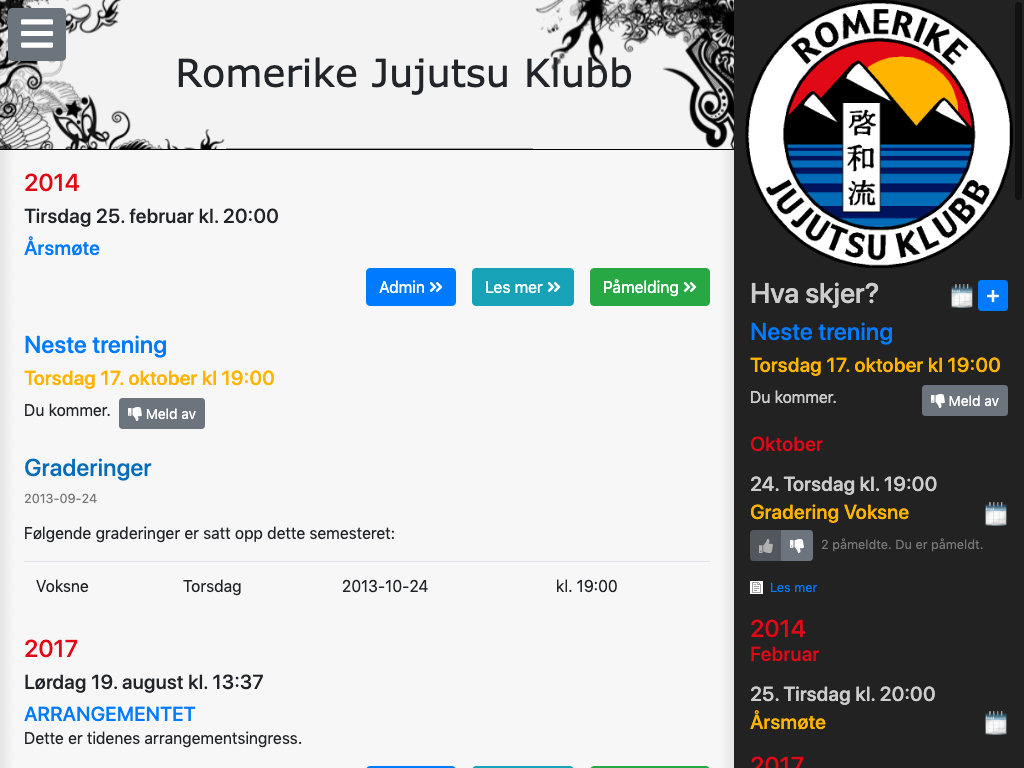 Romerike Jujutsu Klubb
2014
Tirsdag 25. februar kl. 20:00
Årsmøte
Admin »
Les mer »
Påmelding »
Neste trening
Torsdag 17. oktober kl 19:00
Du kommer.
Meld av
Graderinger
2013-09-24
Følgende graderinger er satt opp dette semesteret:
Voksne Torsdag 2013-10-24 kl. 19:00
2017
Lørdag 19. august kl. 13:37
ARRANGEMENTET
Dette er tidenes arrangementsingress.
ROMERIKE
啓和流
JUJUTSU KLUBB
Hva skjer?
+
Neste trening
Torsdag 17. oktober kl 19:00
Du kommer.
Meld av
Oktober
24. Torsdag kl. 19:00
Gradering Voksne
2 påmeldte. Du er påmeldt.
Les mer
2014
Februar
25. Tirsdag kl. 20:00
Årsmøte
2017